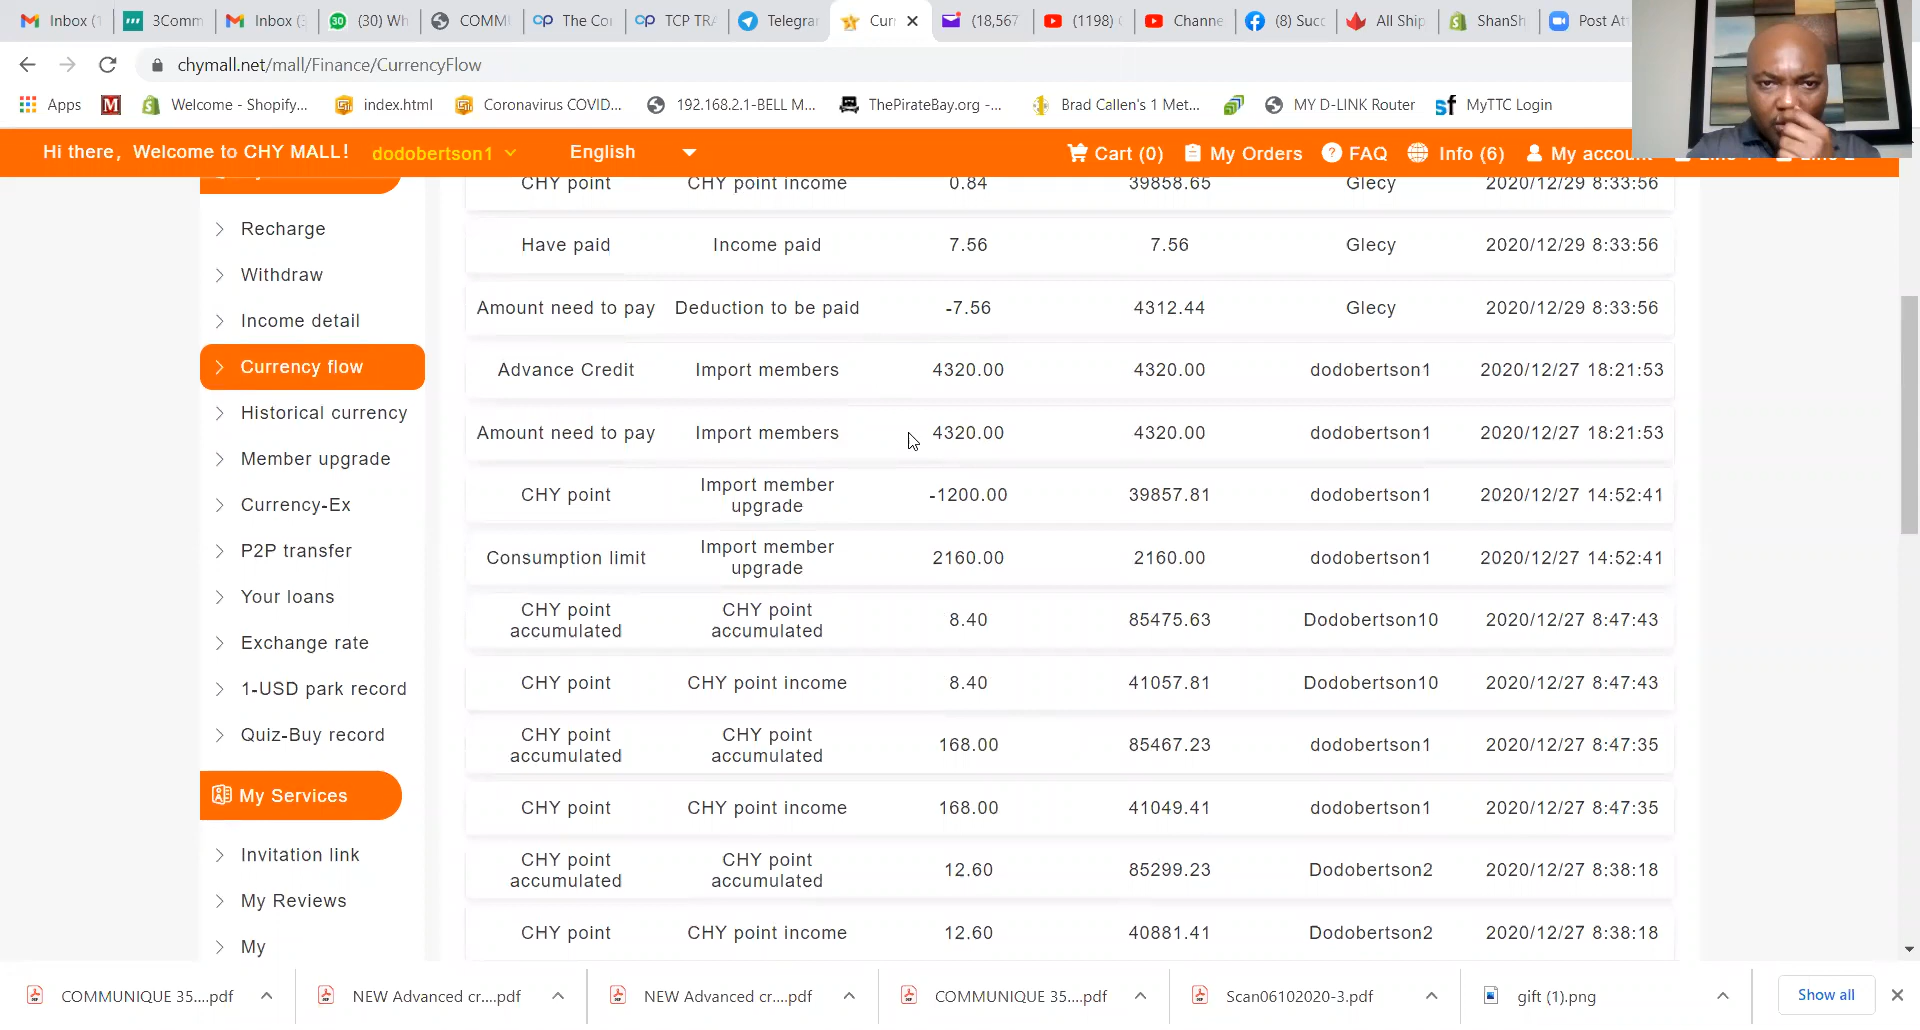 Inbox (1
3Comm
Inbox (3
(30) Wh
COMMU
The Cor
TCP TRA
Telegrar
Curr
(18,567
(1198) C
Channe
(8) Succ
All Ship
ShanSh
Post Att
chymall.net/mall/Finance/CurrencyFlow
Apps
Welcome - Shopify...
index.html
Coronavirus COVID...
192.168.2.1-BELL M...
ThePirateBay.org -...
Brad Callen's 1 Met...
MY D-LINK Router
MyTTC Login
Hi there, Welcome to CHY MALL! dodobertson1 English Cart (0) My Orders FAQ Info (6) My account
Recharge
Withdraw
Income detail
Currency flow
Historical currency
Member upgrade
Currency-Ex
P2P transfer
Your loans
Exchange rate
1-USD park record
Quiz-Buy record
My Services
Invitation link
My Reviews
My
CHY point CHY point income 0.84 39858.65 Glecy 2020/12/29 8:33:56
Have paid Income paid 7.56 7.56 Glecy 2020/12/29 8:33:56
Amount need to pay Deduction to be paid -7.56 4312.44 Glecy 2020/12/29 8:33:56
Advance Credit Import members 4320.00 4320.00 dodobertson1 2020/12/27 18:21:53
Amount need to pay Import members 4320.00 4320.00 dodobertson1 2020/12/27 18:21:53
CHY point Import member upgrade -1200.00 39857.81 dodobertson1 2020/12/27 14:52:41
Consumption limit Import member upgrade 2160.00 2160.00 dodobertson1 2020/12/27 14:52:41
CHY point accumulated CHY point accumulated 8.40 85475.63 Dodobertson10 2020/12/27 8:47:43
CHY point CHY point income 8.40 41057.81 Dodobertson10 2020/12/27 8:47:43
CHY point accumulated CHY point accumulated 168.00 85467.23 dodobertson1 2020/12/27 8:47:35
CHY point CHY point income 168.00 41049.41 dodobertson1 2020/12/27 8:47:35
CHY point accumulated CHY point accumulated 12.60 85299.23 Dodobertson2 2020/12/27 8:38:18
CHY point CHY point income 12.60 40881.41 Dodobertson2 2020/12/27 8:38:18
COMMUNIQUE 35....pdf
NEW Advanced cr....pdf
NEW Advanced cr....pdf
COMMUNIQUE 35....pdf
Scan06102020-3.pdf
gift (1).png
Show all